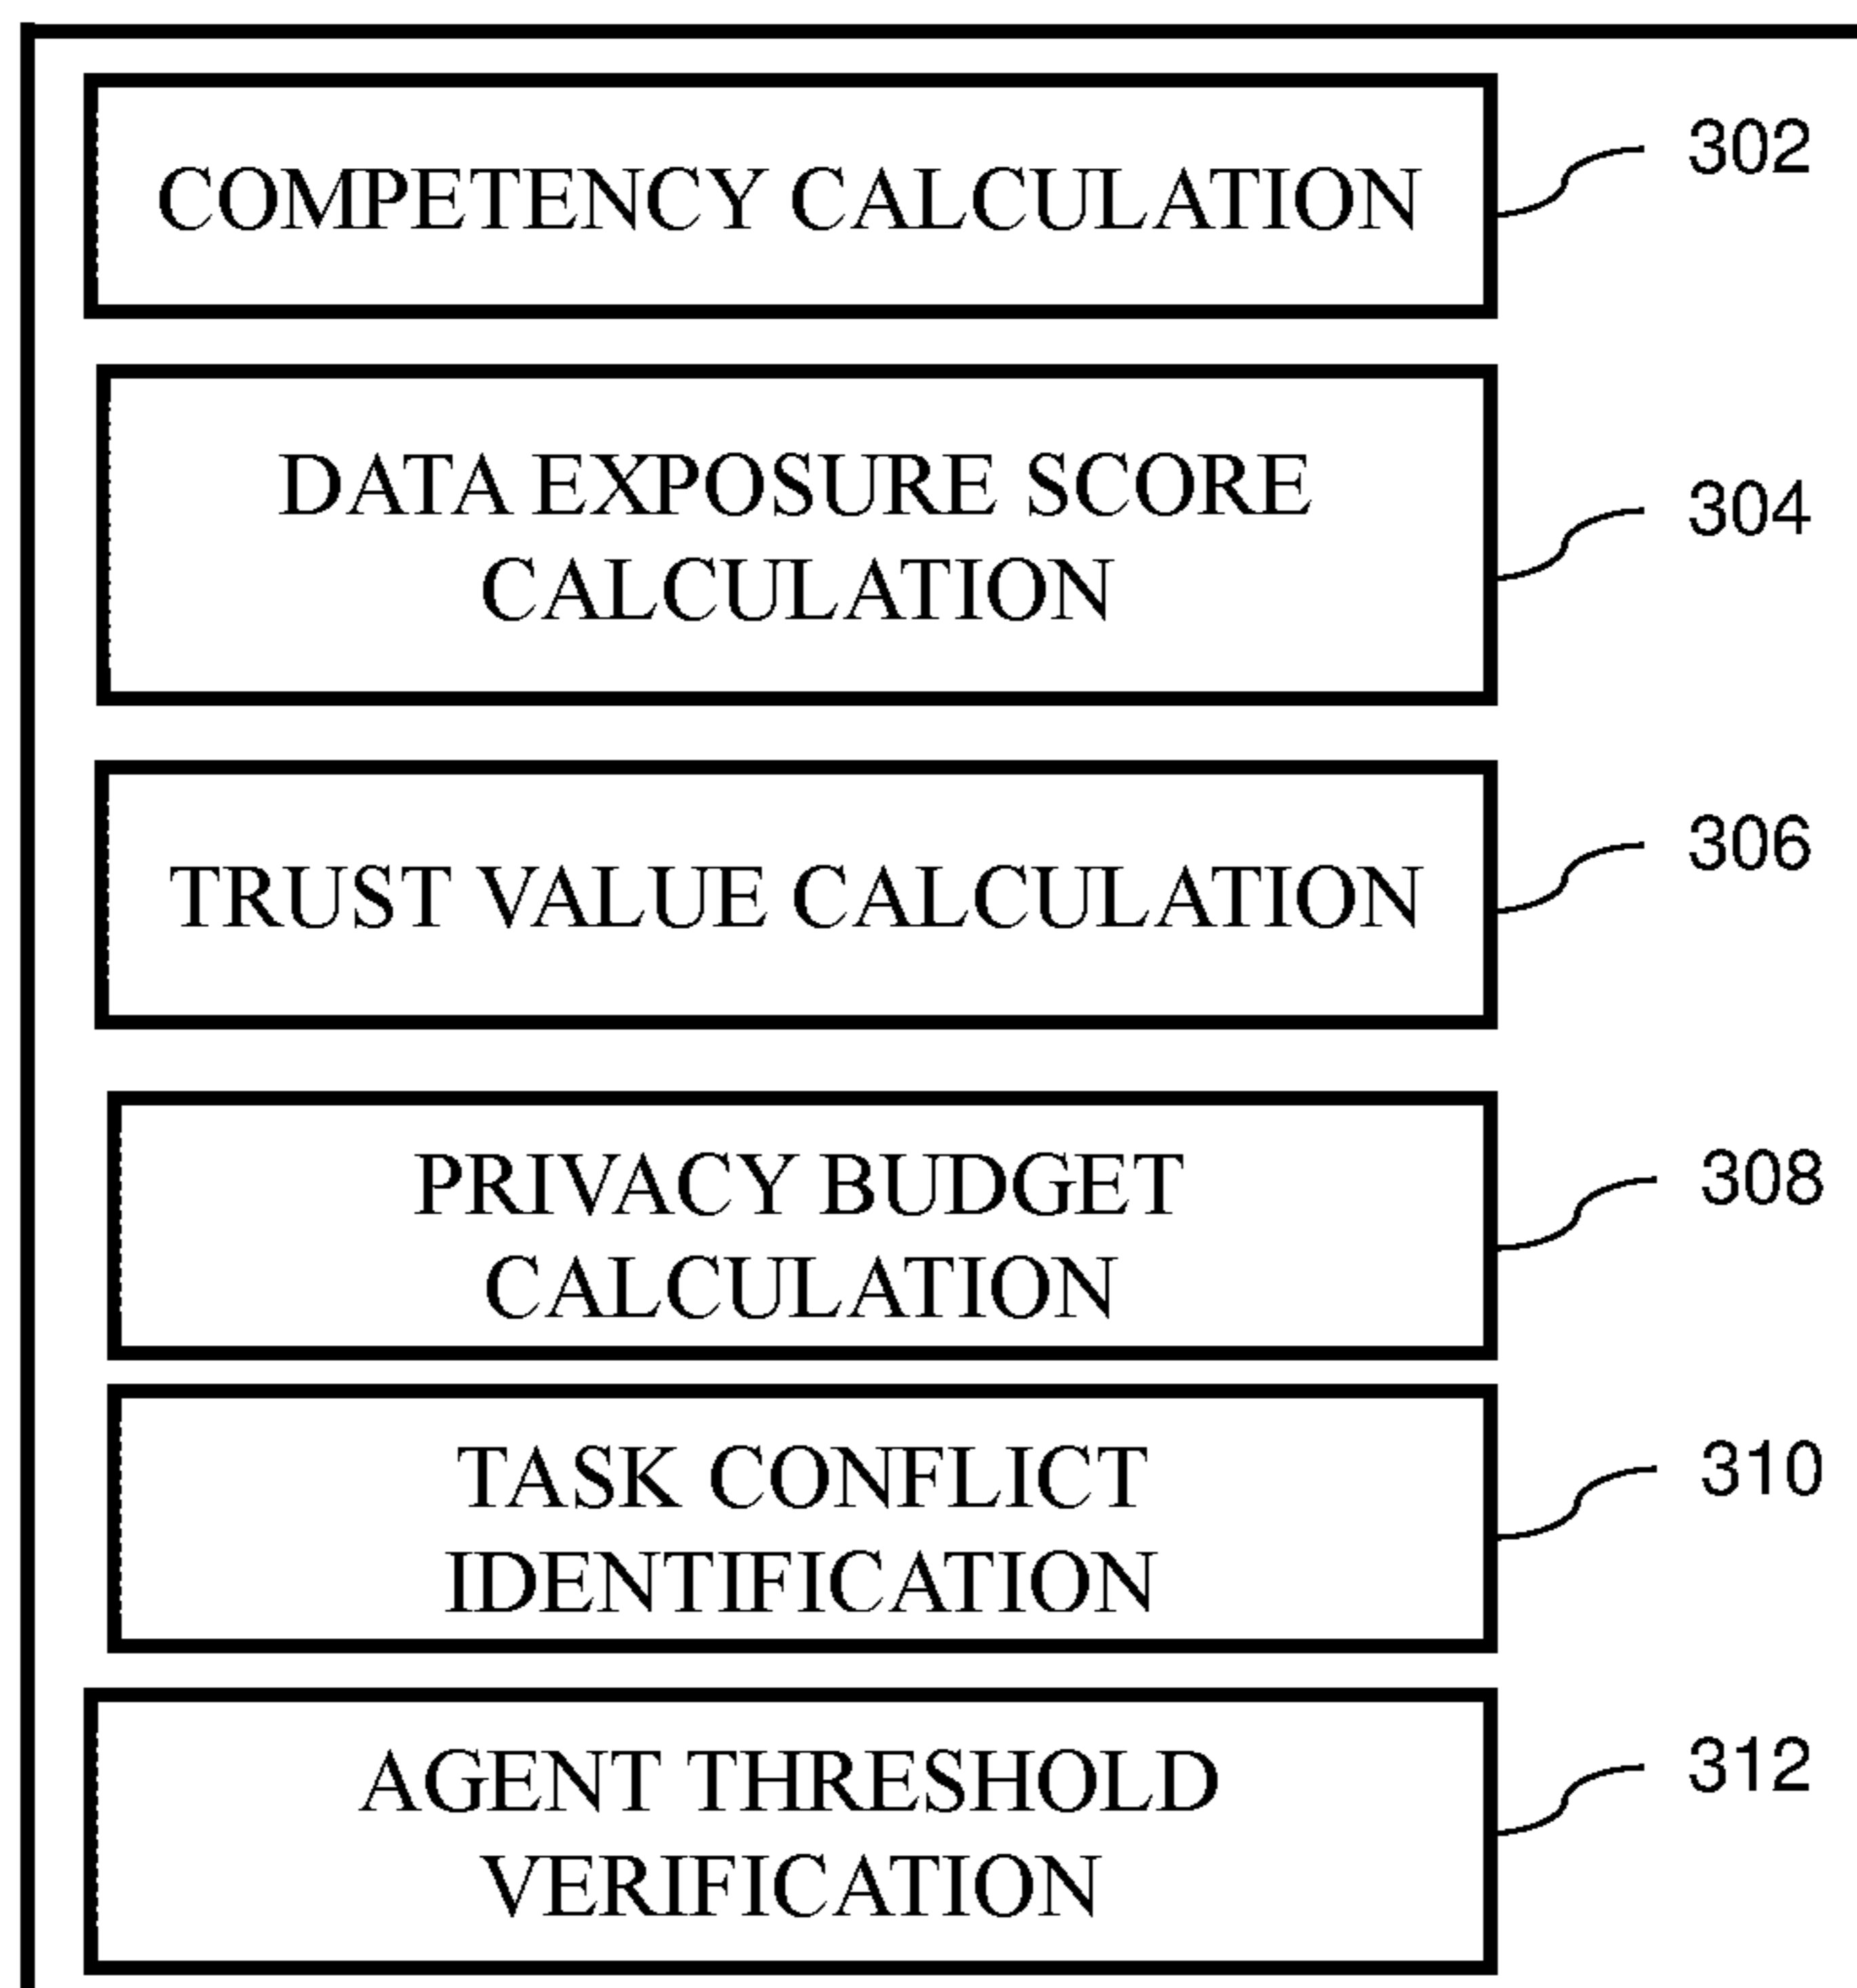 COMPETENCY CALCULATION
302
DATA EXPOSURE SCORE
CALCULATION
304
TRUST VALUE CALCULATION
306
PRIVACY BUDGET
CALCULATION
308
TASK CONFLICT
IDENTIFICATION
310
AGENT THRESHOLD
VERIFICATION
312